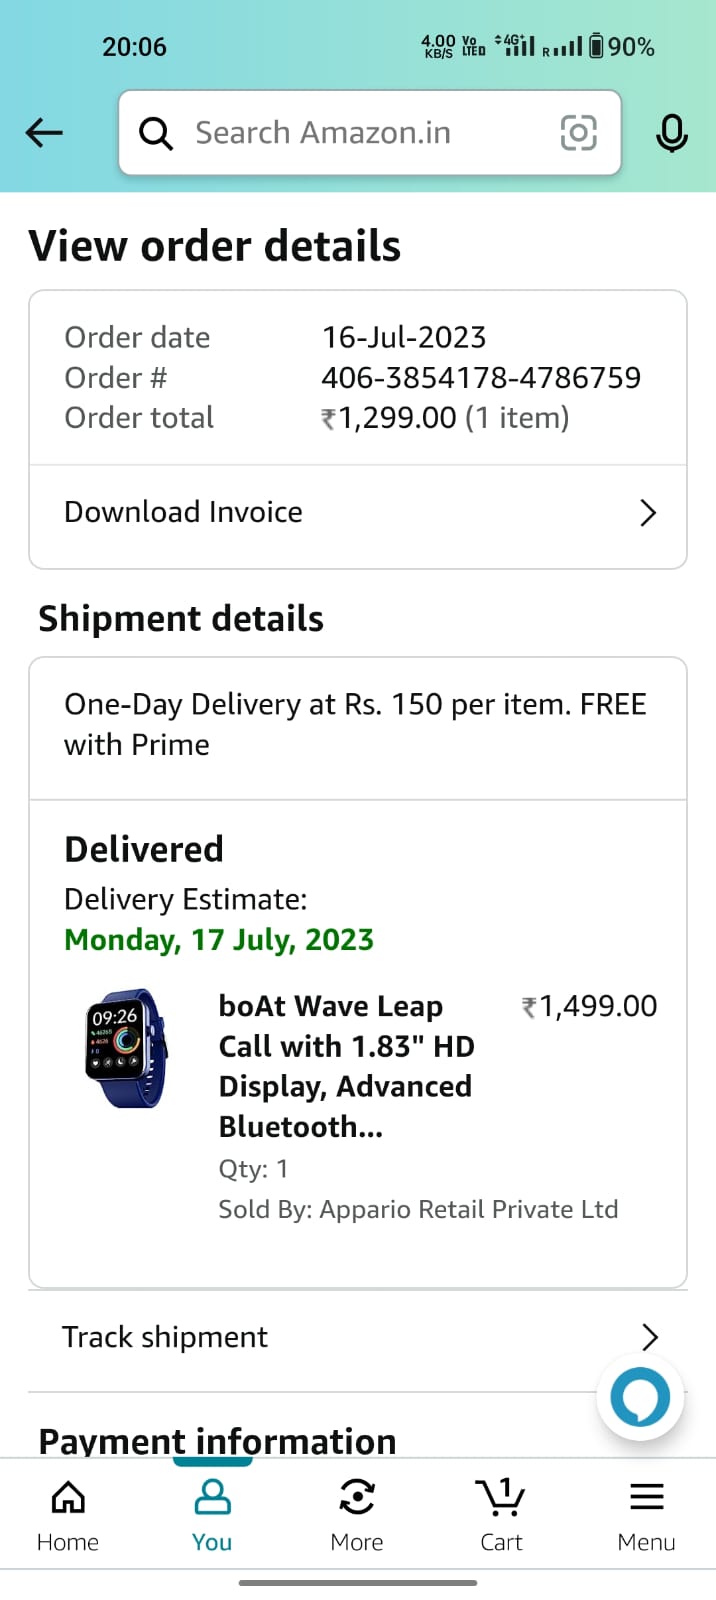 20:06
4.00 KB/S Vo LTED 4G+ R 90%
Search Amazon.in
View order details
Order date 16-Jul-2023
Order # 406-3854178-4786759
Order total ₹1,299.00 (1 item)
Download Invoice
Shipment details
One-Day Delivery at Rs. 150 per item. FREE
with Prime
Delivered
Delivery Estimate:
Monday, 17 July, 2023
09:26
boAt Wave Leap ₹1,499.00
Call with 1.83" HD
Display, Advanced
Bluetooth...
Qty: 1
Sold By: Appario Retail Private Ltd
Track shipment
Payment information
1
Home You More Cart Menu